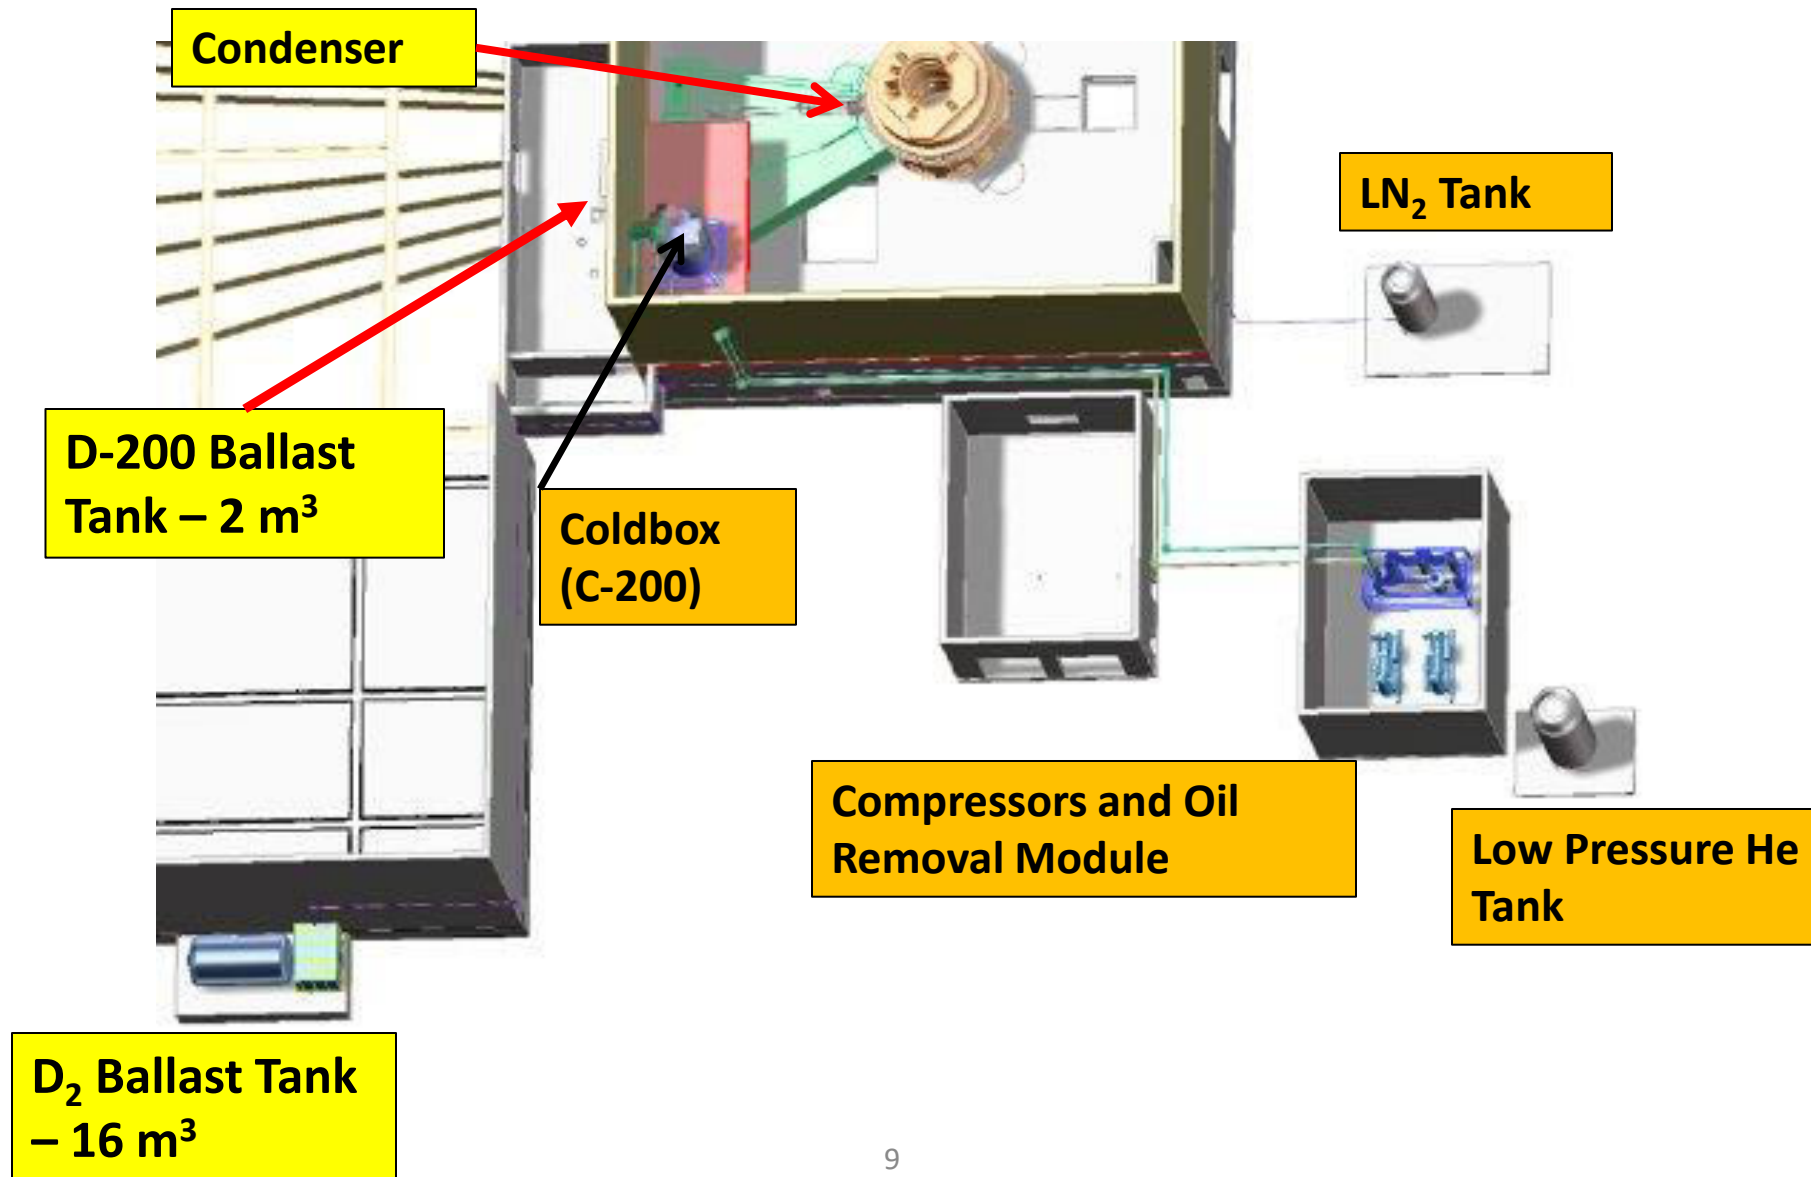 Condenser
LN₂ Tank
D-200 Ballast
Tank – 2 m³
Coldbox
(C-200)
Compressors and Oil
Removal Module
Low Pressure He
Tank
D₂ Ballast Tank
– 16 m³
9